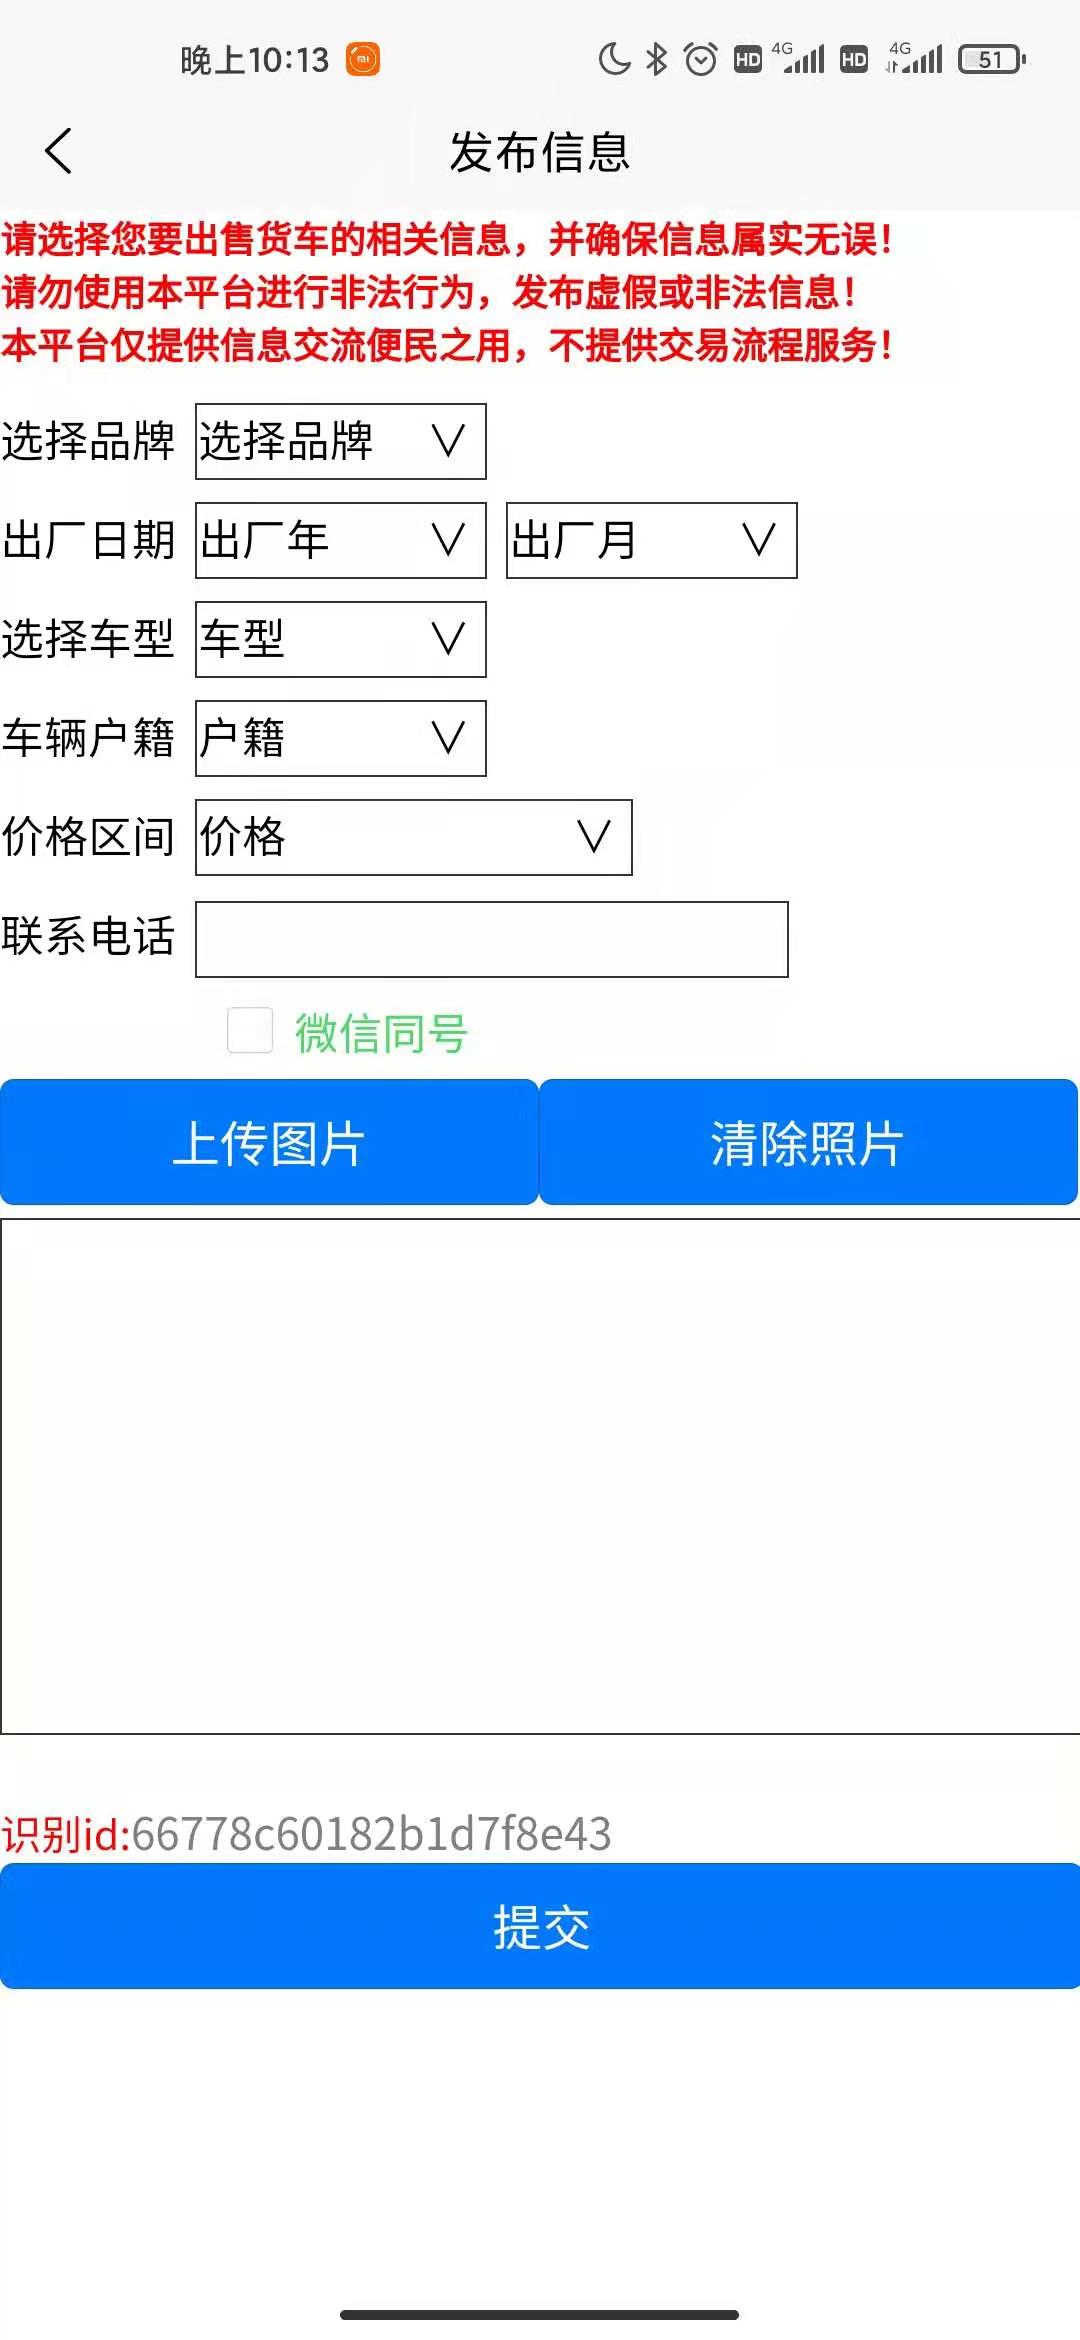 晚上10:13
HD 4G HD 4G 51
发布信息
请选择您要出售货车的相关信息，并确保信息属实无误！
请勿使用本平台进行非法行为，发布虚假或非法信息！
本平台仅提供信息交流便民之用，不提供交易流程服务！
选择品牌 选择品牌
出厂日期 出厂年 出厂月
选择车型 车型
车辆户籍 户籍
价格区间 价格
联系电话
微信同号
上传图片 清除照片
识别id:66778c60182b1d7f8e43
提交